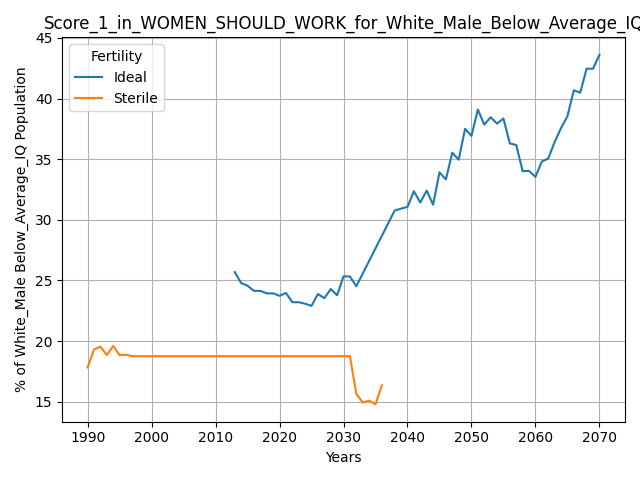 Score_1_in_WOMEN_SHOULD_WORK_for_White_Male_Below_Average_IQ
Fertility
Ideal
Sterile
% of White_Male Below_Average_IQ Population
45
40
35
30
25
20
15
1990 2000 2010 2020 2030 2040 2050 2060 2070
Years